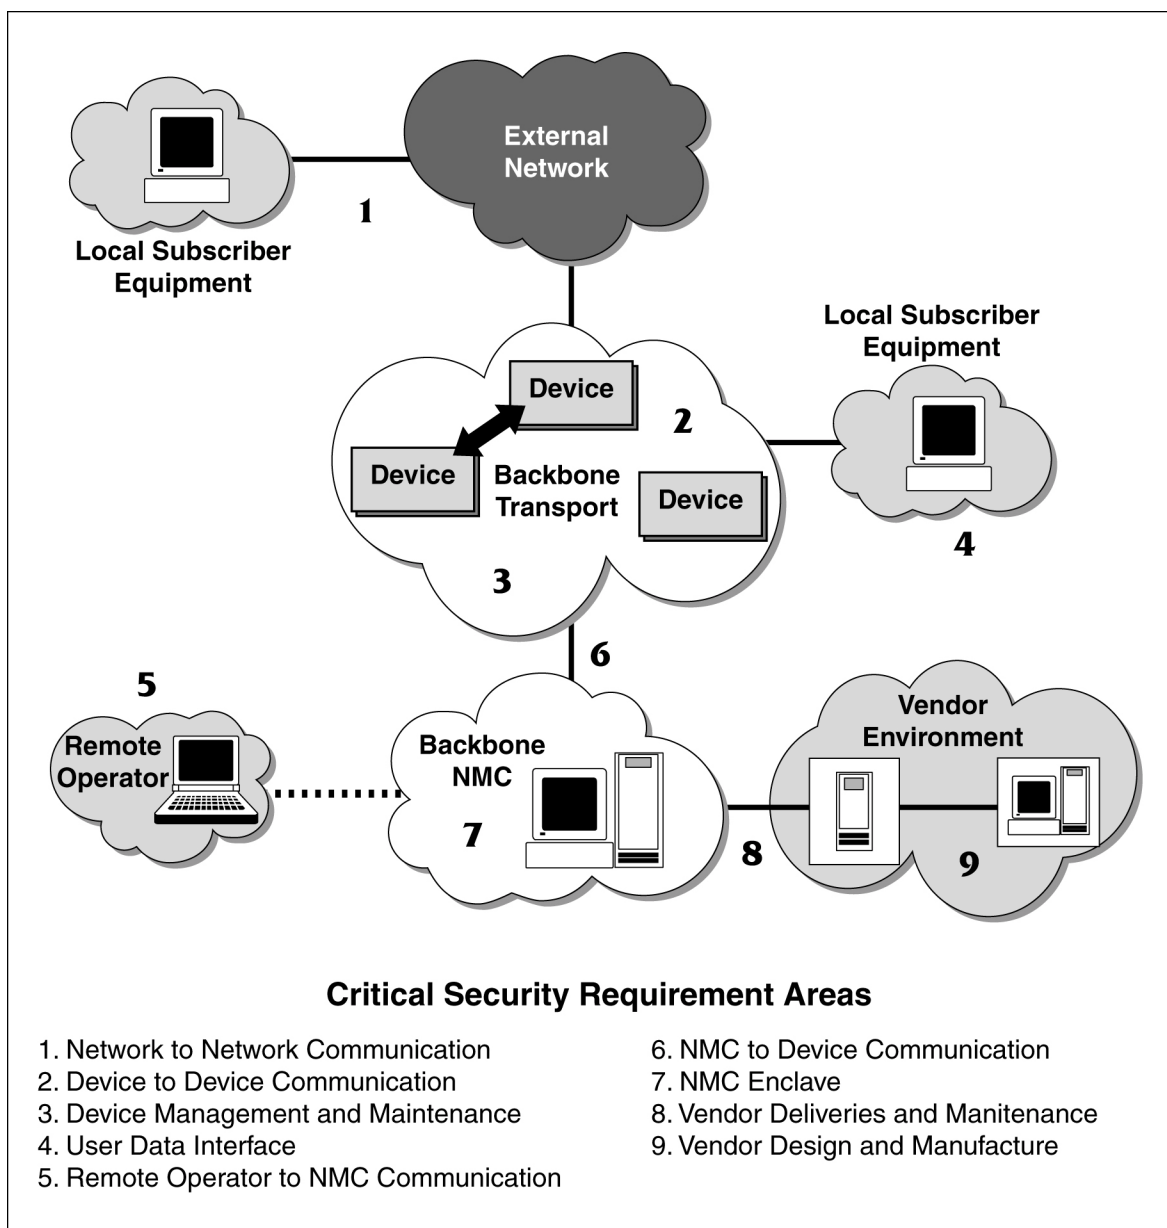 External
Network
1
Local Subscriber
Equipment
Local Subscriber
Equipment
Device
2
Device
Backbone
Transport
Device
4
3
6
5
Vendor
Environment
Remote
Operator
Backbone
NMC
7
8
9
Critical Security Requirement Areas
1. Network to Network Communication
2. Device to Device Communication
3. Device Management and Maintenance
4. User Data Interface
5. Remote Operator to NMC Communication
6. NMC to Device Communication
7. NMC Enclave
8. Vendor Deliveries and Manitenance
9. Vendor Design and Manufacture